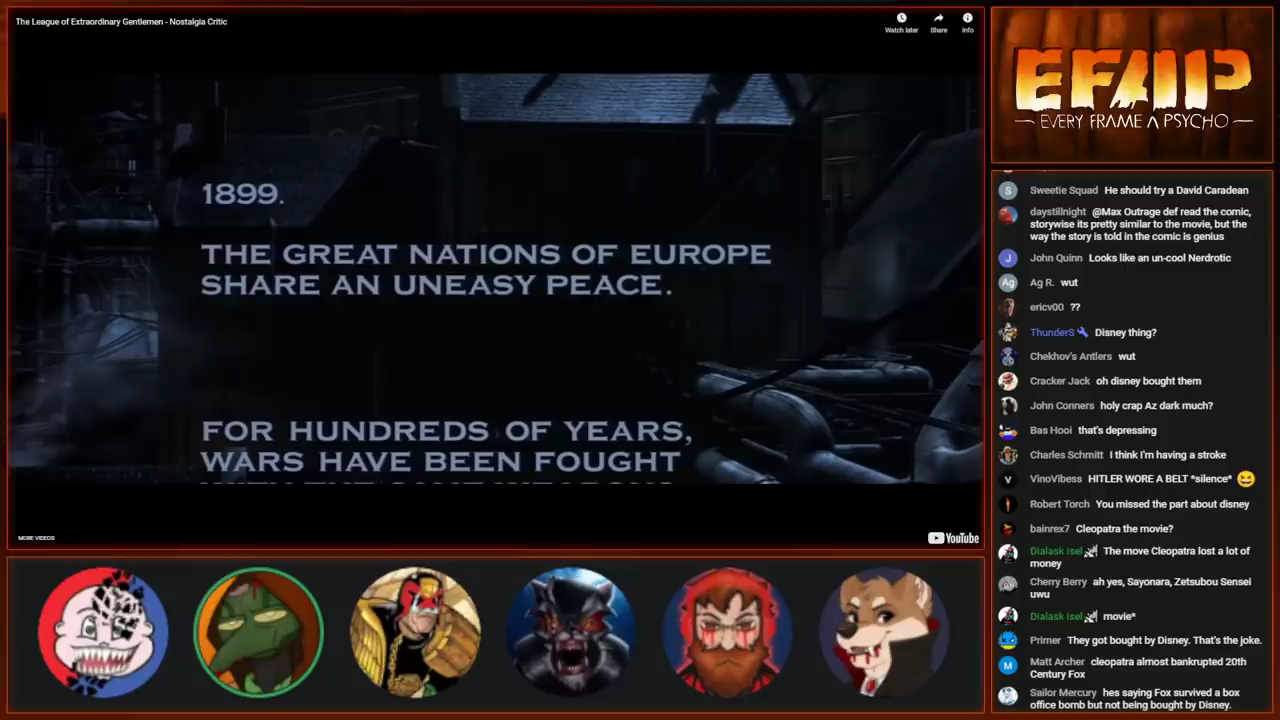 The League of Extraordinary Gentlemen - Nostalgia Critic
Watch later
Share
Info
1899.
THE GREAT NATIONS OF EUROPE
SHARE AN UNEASY PEACE.
FOR HUNDREDS OF YEARS,
WARS HAVE BEEN FOUGHT
MORE VIDEOS
YouTube
EFAP
EVERY FRAME A PSYCHO
S
Sweetie Squad He should try a David Caradean
daystillnight @Max Outrage def read the comic,
storywise its pretty similar to the movie, but the
way the story is told in the comic is genius
J
John Quinn Looks like an un-cool Nerdrotic
Ag
Ag R. wut
ericv00 ??
ThunderS Disney thing?
Chekhov's Antlers wut
Cracker Jack oh disney bought them
John Conners holy crap Az dark much?
Bas Hooi that's depressing
Charles Schmitt I think I'm having a stroke
V
VinoVibess HITLER WORE A BELT *silence*
Robert Torch You missed the part about disney
bainrex7 Cleopatra the movie?
Dialask Isel The move Cleopatra lost a lot of
money
Cherry Berry ah yes, Sayonara, Zetsubou Sensei
uwu
Dialask Isel movie*
Primer They got bought by Disney. That's the joke.
M
Matt Archer cleopatra almost bankrupted 20th
Century Fox
Sailor Mercury hes saying Fox survived a box
office bomb but not being bought by Disney.